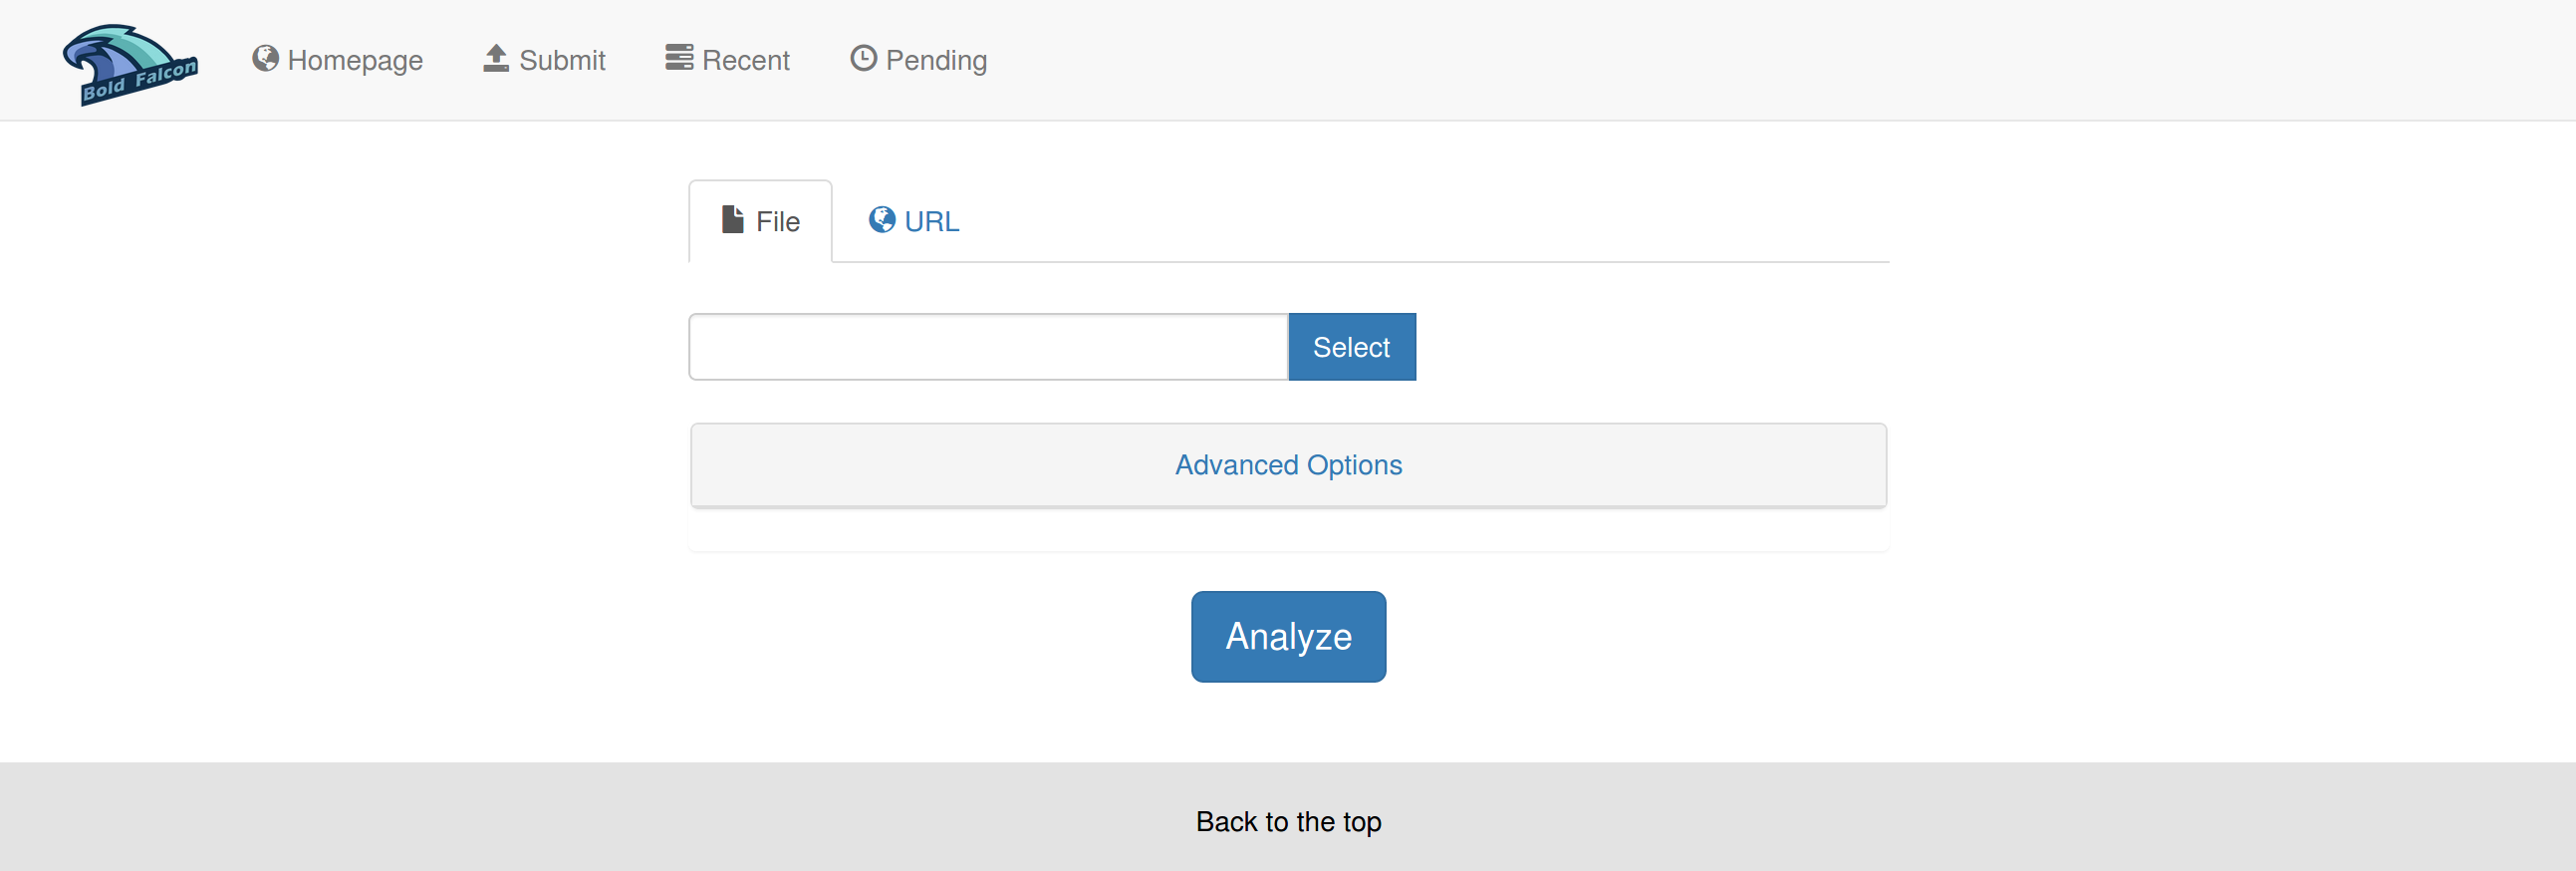 Bold Falcon
Homepage Submit Recent Pending
File URL
Select
Advanced Options
Analyze
Back to the top